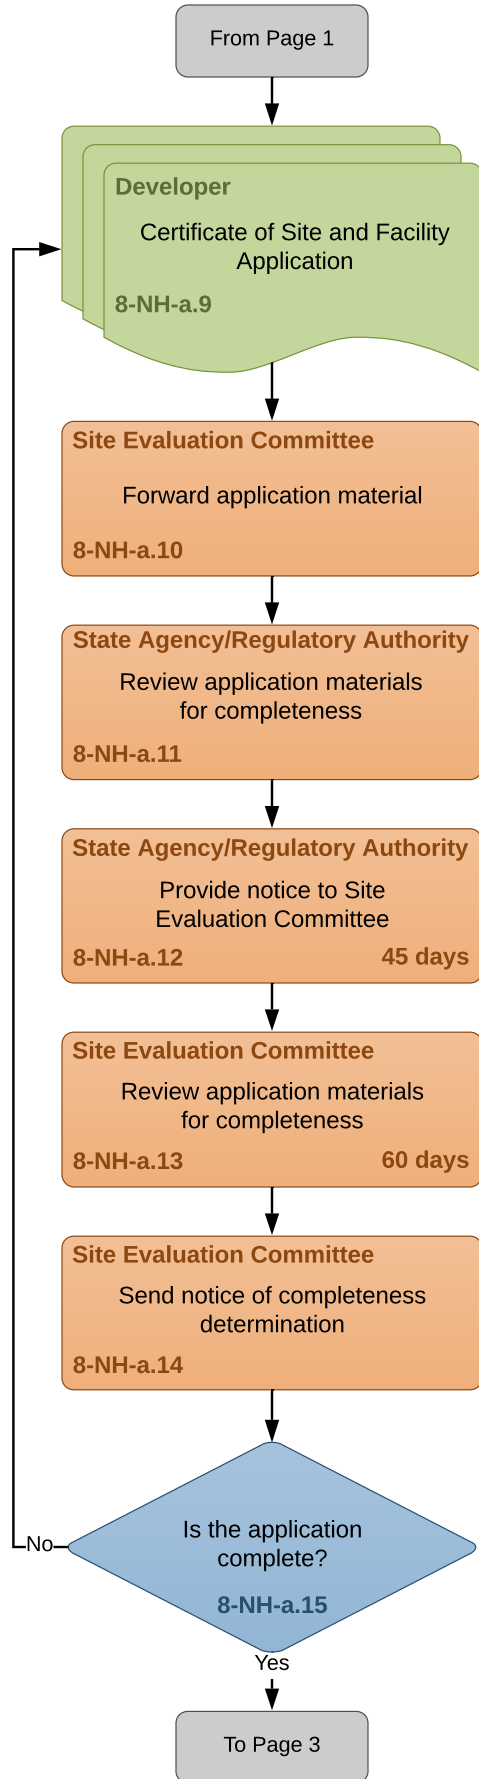 From Page 1
Developer
Certificate of Site and Facility
Application
8-NH-a.9
Site Evaluation Committee
Forward application material
8-NH-a.10
State Agency/Regulatory Authority
Review application materials
for completeness
8-NH-a.11
State Agency/Regulatory Authority
Provide notice to Site
Evaluation Committee
8-NH-a.12 45 days
Site Evaluation Committee
Review application materials
for completeness
8-NH-a.13 60 days
Site Evaluation Committee
Send notice of completeness
determination
8-NH-a.14
Is the application
complete?
No
8-NH-a.15
Yes
To Page 3